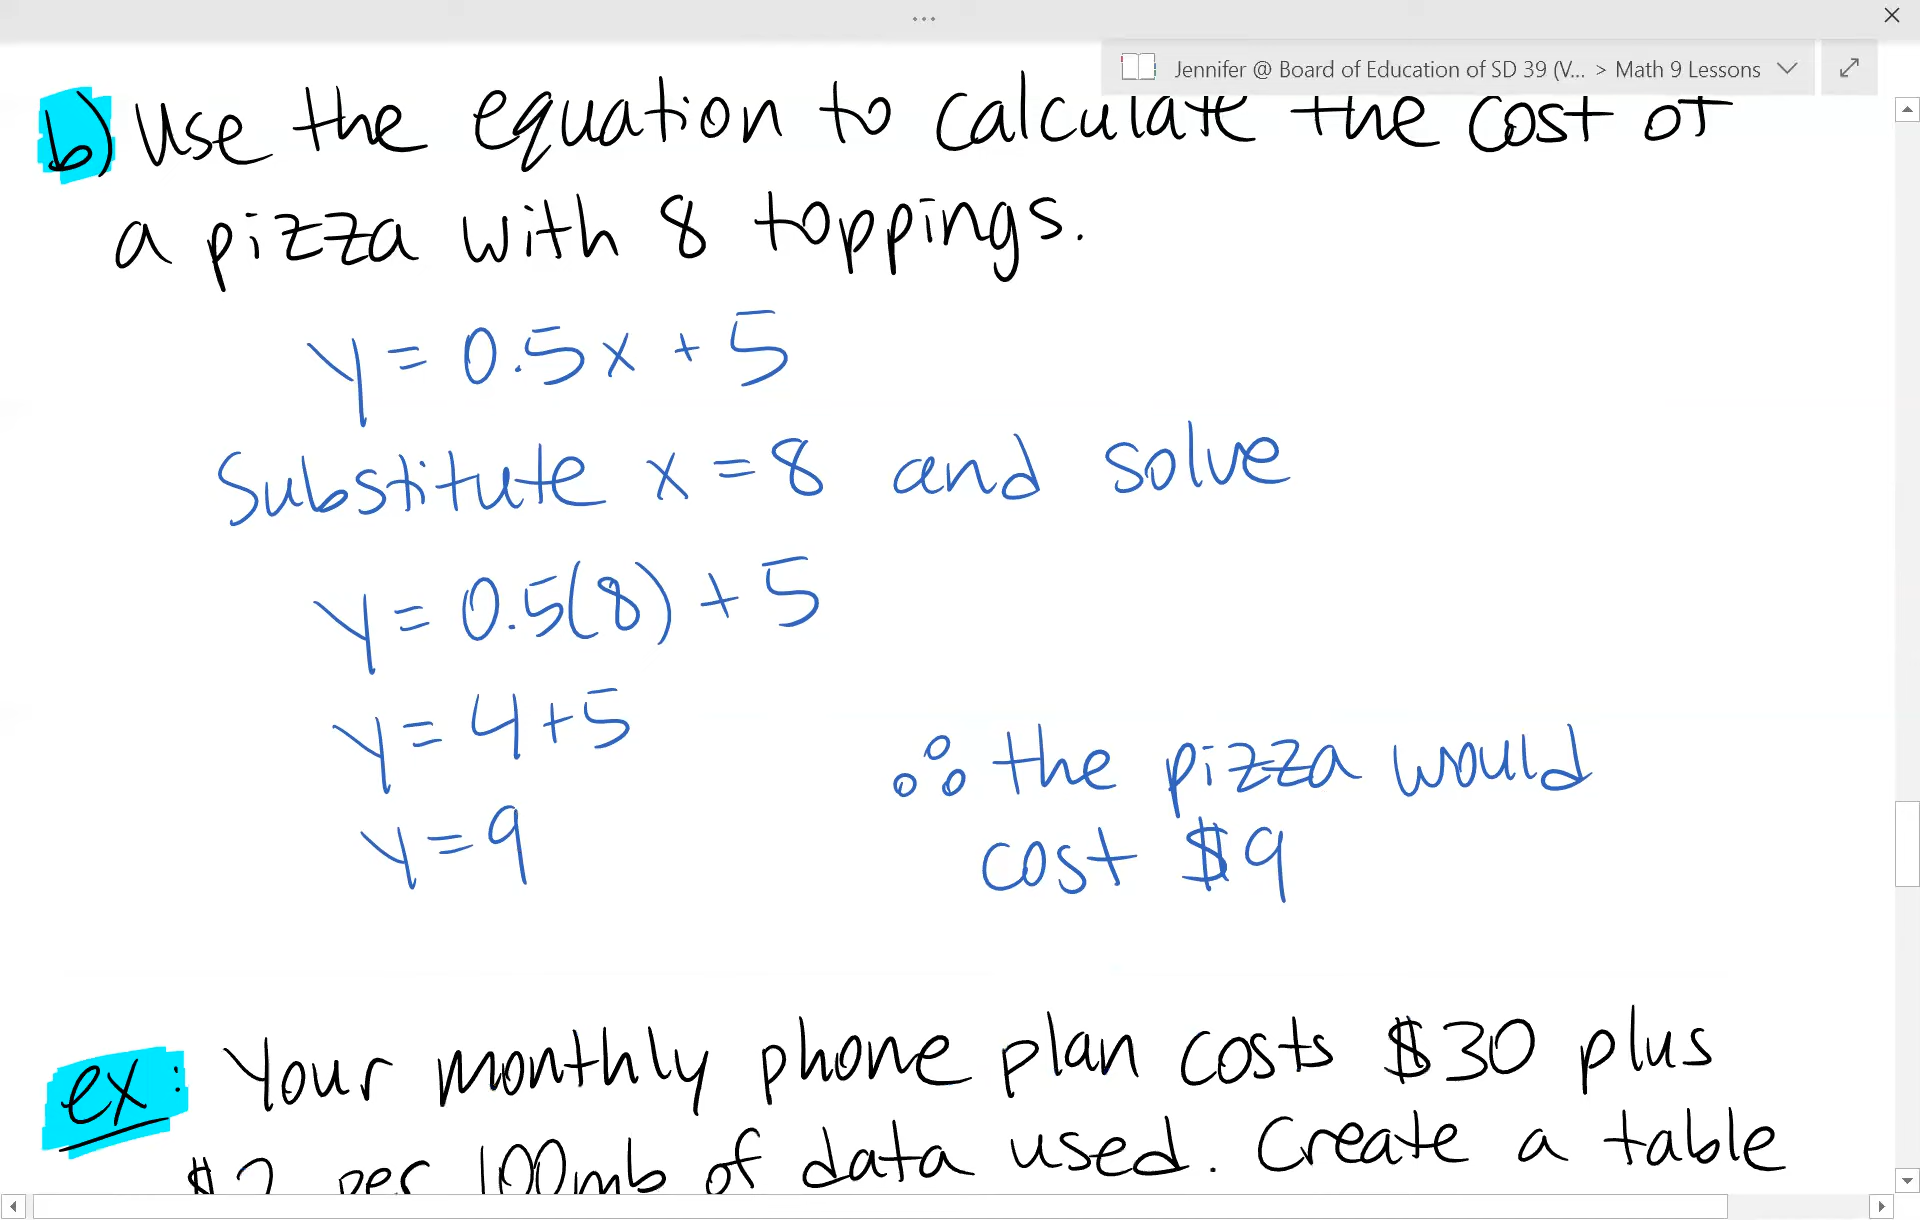 ...
Jennifer @ Board of Education of SD 39 (V... > Math 9 Lessons
b) Use the equation to calculate the cost of
a pizza with 8 toppings.
y = 0.5x + 5
Substitute x = 8 and solve
y = 0.5(8) + 5
y = 4 + 5
y = 9
∴ the pizza would
cost $9
ex: Your monthly phone plan costs $30 plus
per 100mb of data used. Create a table